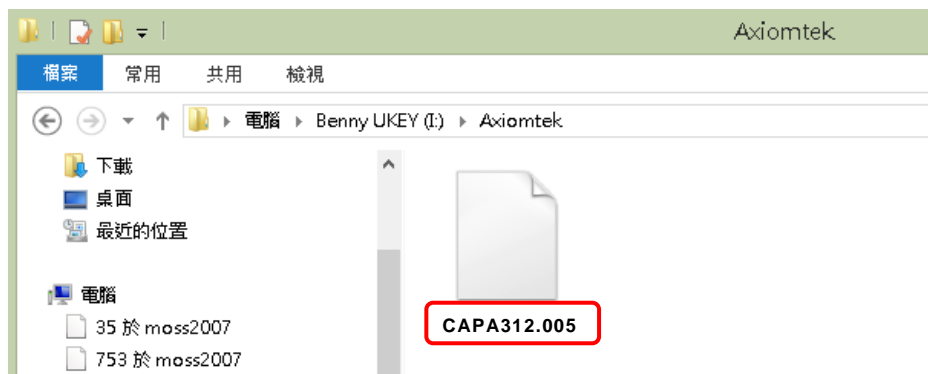 Axiomtek
檔案 常用 共用 檢視
電腦 Benny UKEY (I:) Axiomtek
下載
桌面
最近的位置
電腦
35 於 moss2007
753 於 moss2007
CAPA312.005